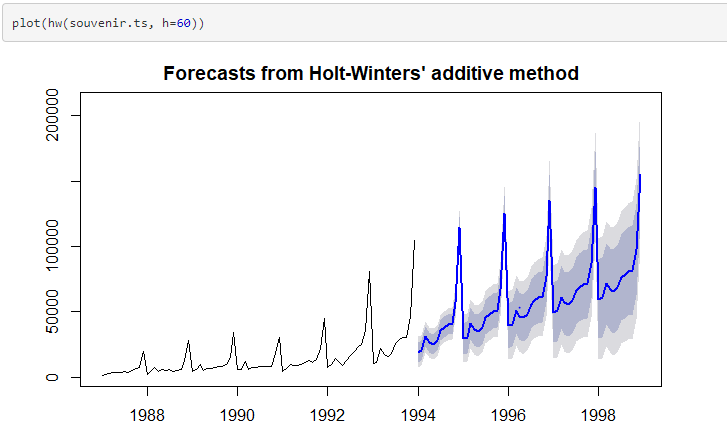 plot(hw(souvenir.ts, h=60))
Forecasts from Holt-Winters' additive method
200000
100000
50000
0
1988 1990 1992 1994 1996 1998